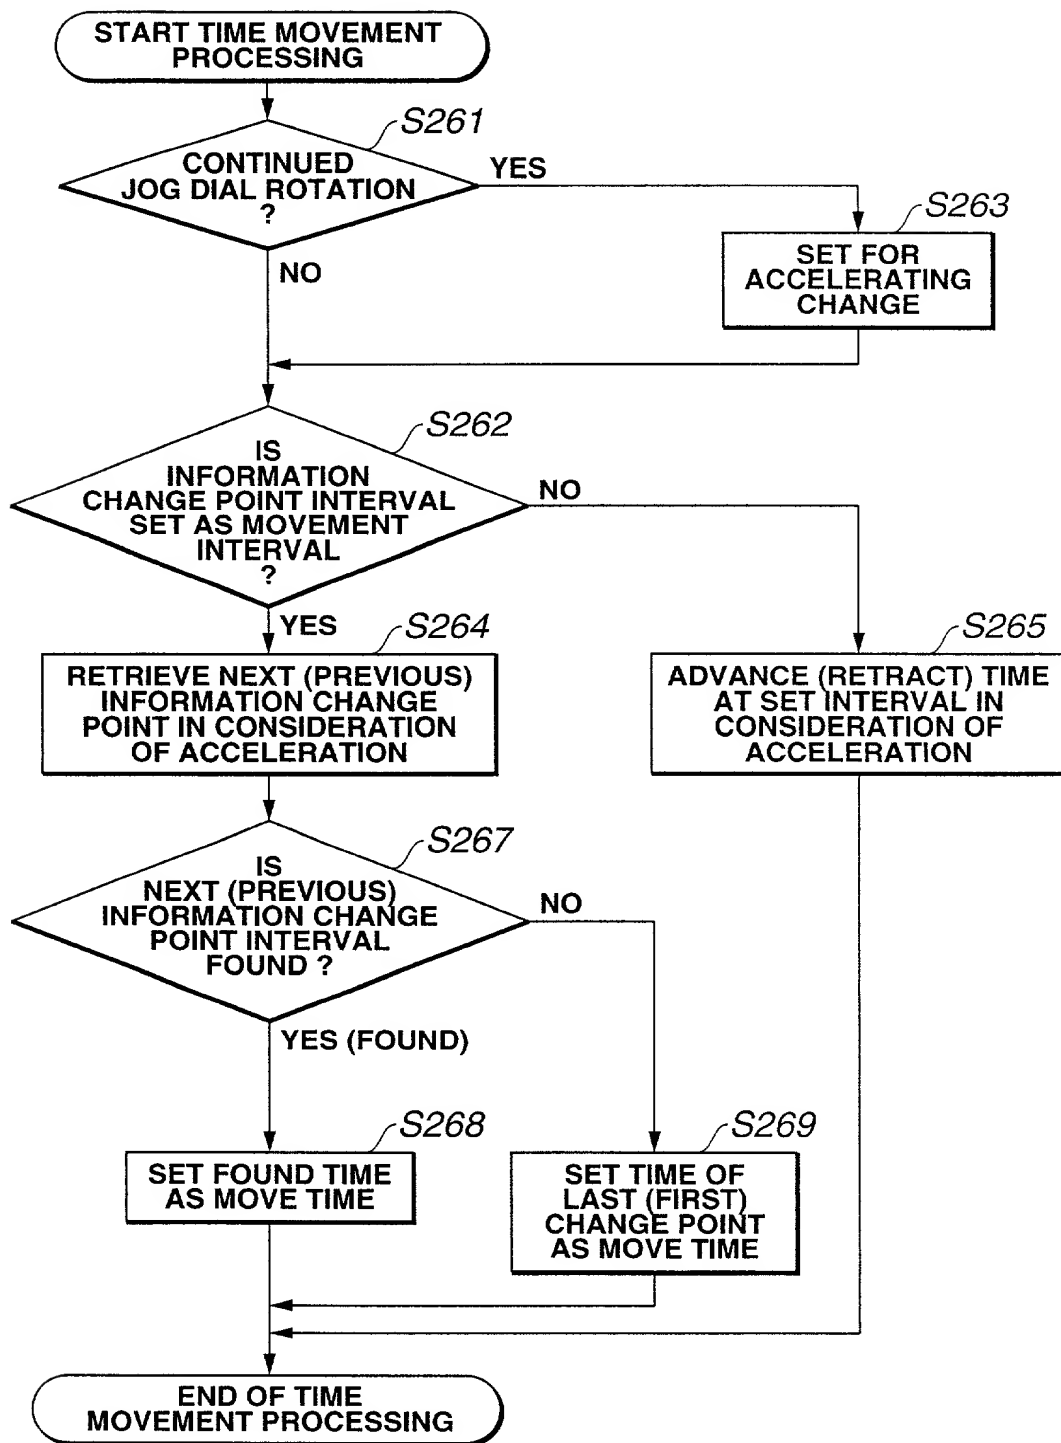 START TIME MOVEMENT
PROCESSING
S261
CONTINUED
JOG DIAL ROTATION
?
YES
NO
S263
SET FOR
ACCELERATING
CHANGE
S262
IS
INFORMATION
CHANGE POINT INTERVAL
SET AS MOVEMENT
INTERVAL
?
NO
YES
S264
RETRIEVE NEXT (PREVIOUS)
INFORMATION CHANGE
POINT IN CONSIDERATION
OF ACCELERATION
S265
ADVANCE (RETRACT) TIME
AT SET INTERVAL IN
CONSIDERATION OF
ACCELERATION
S267
IS
NEXT (PREVIOUS)
INFORMATION CHANGE
POINT INTERVAL
FOUND ?
NO
YES (FOUND)
S268
SET FOUND TIME
AS MOVE TIME
S269
SET TIME OF
LAST (FIRST)
CHANGE POINT
AS MOVE TIME
END OF TIME
MOVEMENT PROCESSING